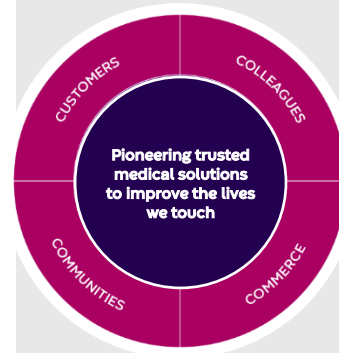 CUSTOMERS
COLLEAGUES
Pioneering trusted
medical solutions
to improve the lives
we touch
COMMUNITIES
COMMERCE